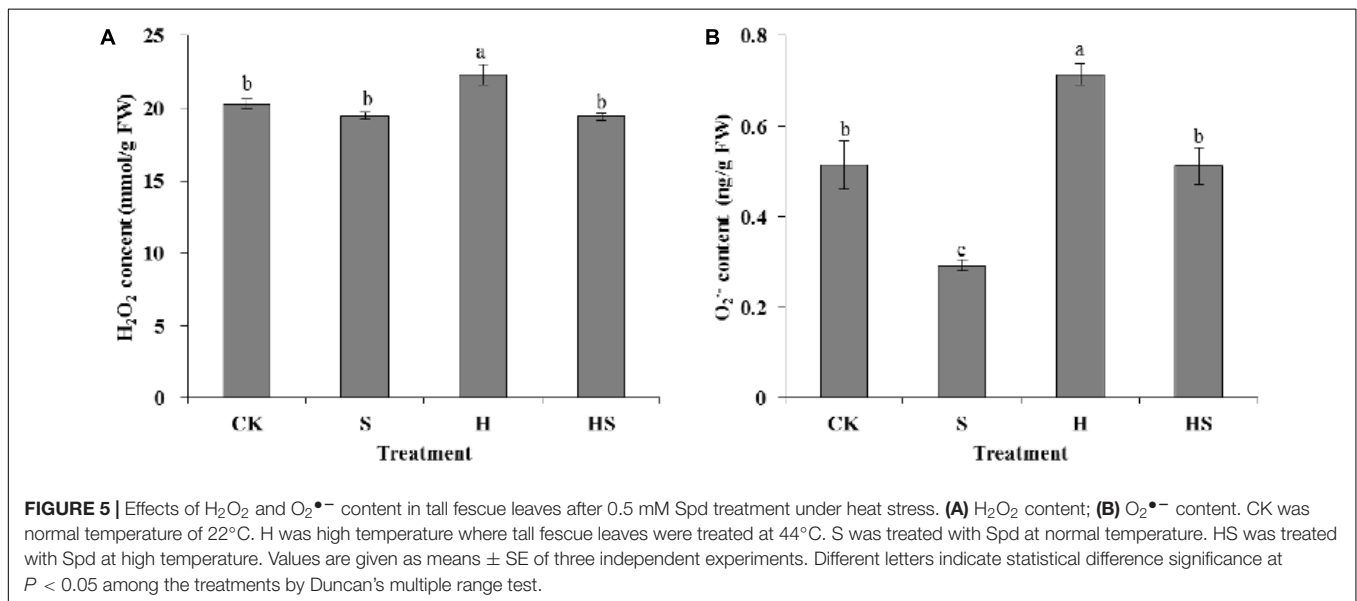 A
25
20
15
10
5
0
H₂O₂ concent (nmol/g FW)
b
b
a
b
CK S H HS
Treatment
B
0.8
0.6
0.4
0.2
0
O₂•− content (ng/g FW)
b
c
a
b
CK S H HS
Treatment
FIGURE 5 | Effects of H₂O₂ and O₂•− content in tall fescue leaves after 0.5 mM Spd treatment under heat stress. (A) H₂O₂ content; (B) O₂•− content. CK was
normal temperature of 22°C. H was high temperature where tall fescue leaves were treated at 44°C. S was treated with Spd at normal temperature. HS was treated
with Spd at high temperature. Values are given as means ± SE of three independent experiments. Different letters indicate statistical difference significance at
P < 0.05 among the treatments by Duncan's multiple range test.